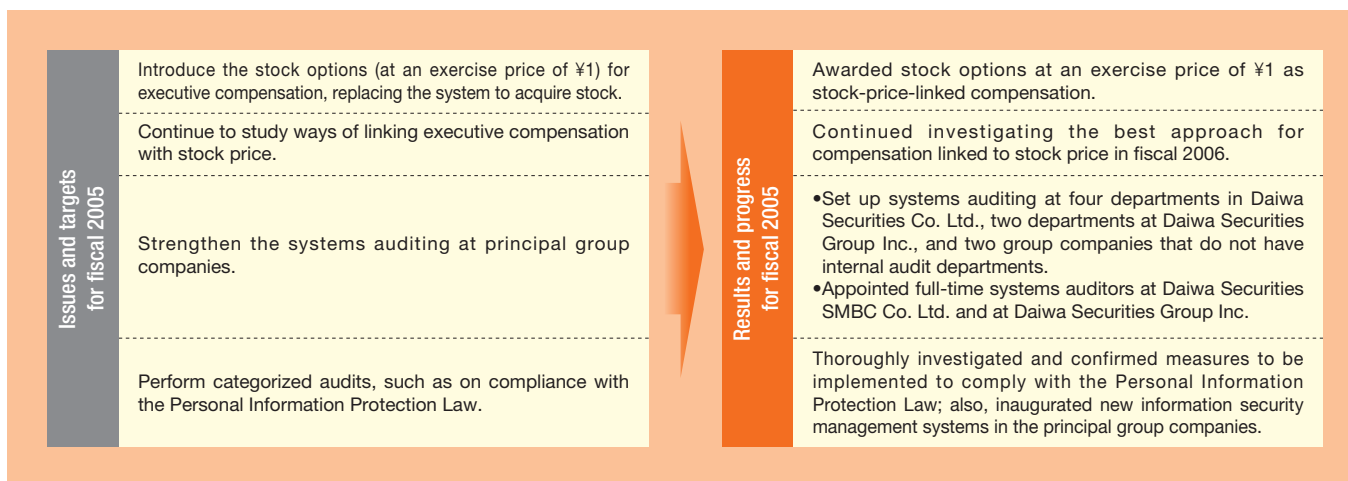 Issues and targets
for fiscal 2005
Introduce the stock options (at an exercise price of ¥1) for
executive compensation, replacing the system to acquire stock.
Continue to study ways of linking executive compensation
with stock price.
Strengthen the systems auditing at principal group
companies.
Perform categorized audits, such as on compliance with
the Personal Information Protection Law.
Results and progress
for fiscal 2005
Awarded stock options at an exercise price of ¥1 as
stock-price-linked compensation.
Continued investigating the best approach for
compensation linked to stock price in fiscal 2006.
•Set up systems auditing at four departments in Daiwa
Securities Co. Ltd., two departments at Daiwa Securities
Group Inc., and two group companies that do not have
internal audit departments.
•Appointed full-time systems auditors at Daiwa Securities
SMBC Co. Ltd. and at Daiwa Securities Group Inc.
Thoroughly investigated and confirmed measures to be
implemented to comply with the Personal Information
Protection Law; also, inaugurated new information security
management systems in the principal group companies.